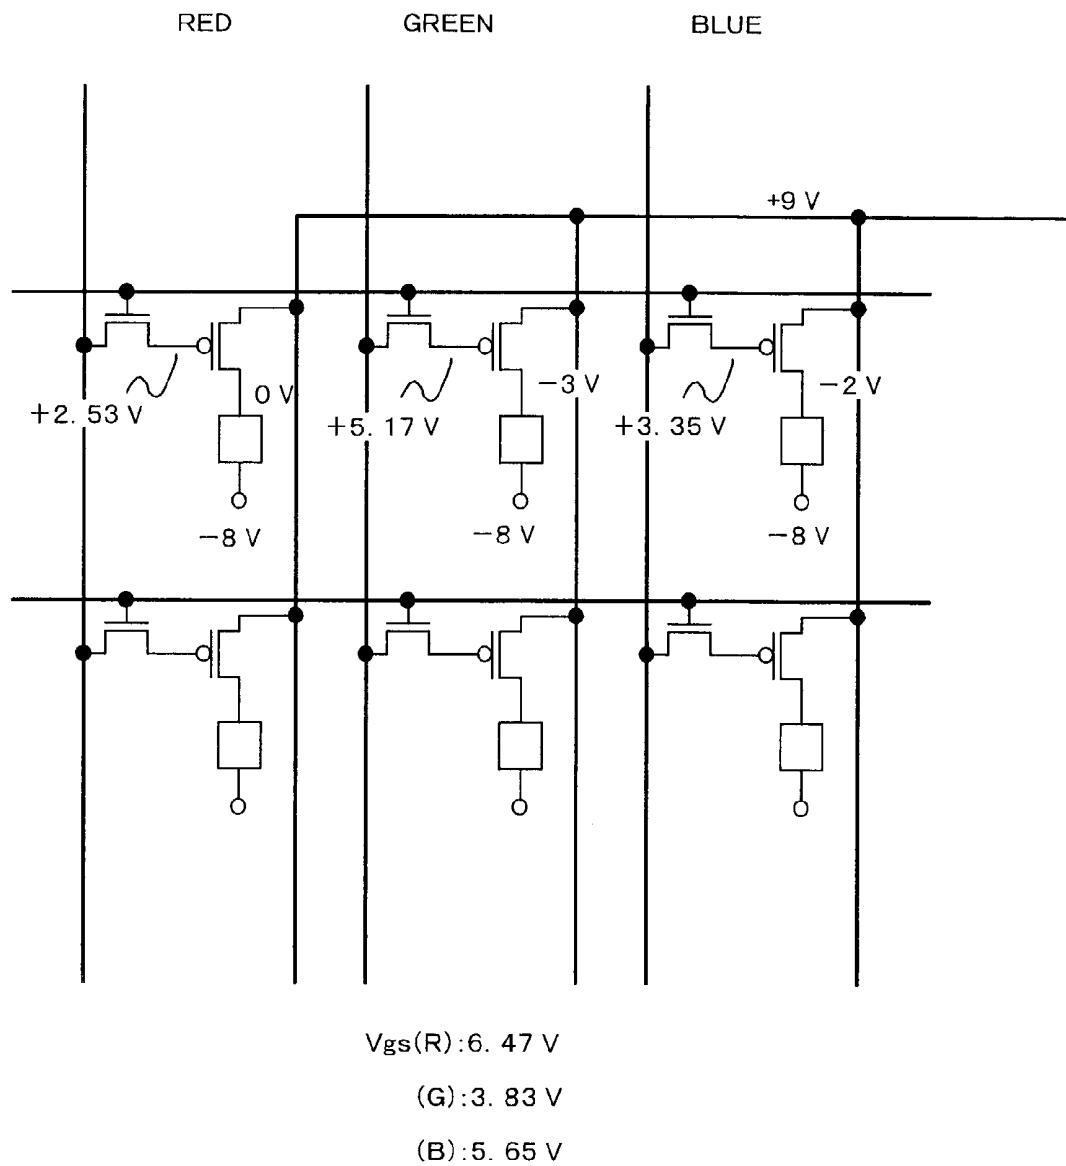 RED GREEN BLUE
+9 V
0 V -3 V -2 V
+2. 53 V +5. 17 V +3. 35 V
-8 V -8 V -8 V
Vgs(R):6. 47 V
(G):3. 83 V
(B):5. 65 V